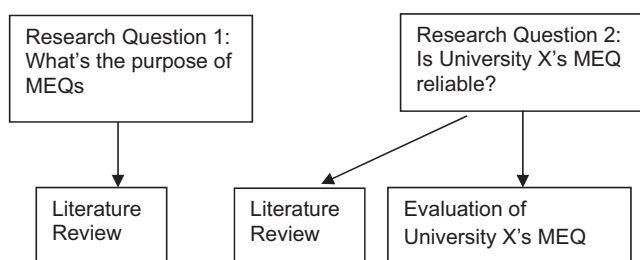 Research Question 1:
What's the purpose of
MEQs
Research Question 2:
Is University X's MEQ
reliable?
Literature
Review
Literature
Review
Evaluation of
University X's MEQ